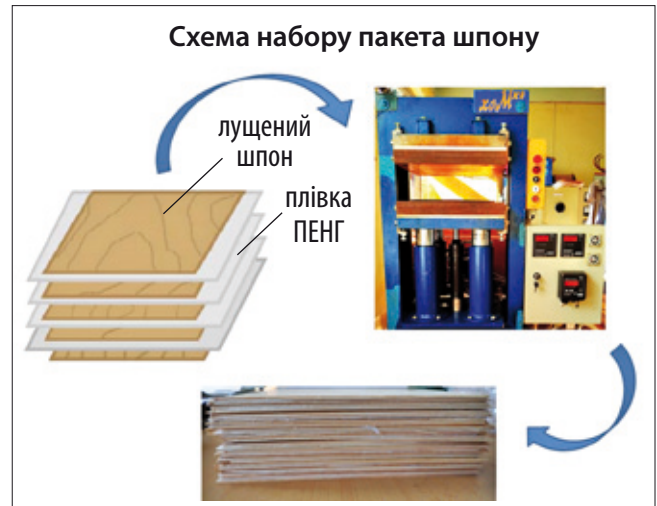 Схема набору пакета шпону
лущений
шпон
плівка
ПЕНГ